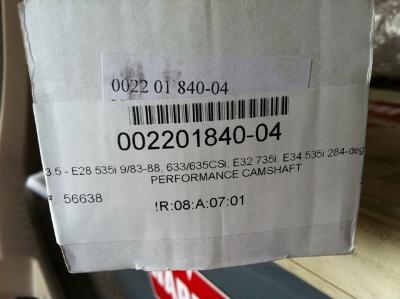 0022 01 840-04
002201840-04
3.5 - E28 535i 9/83-88, 633/635CSi, E32 735i, E34 535i 284-deg
PERFORMANCE CAMSHAFT
# 56638
!R:08:A:07:01